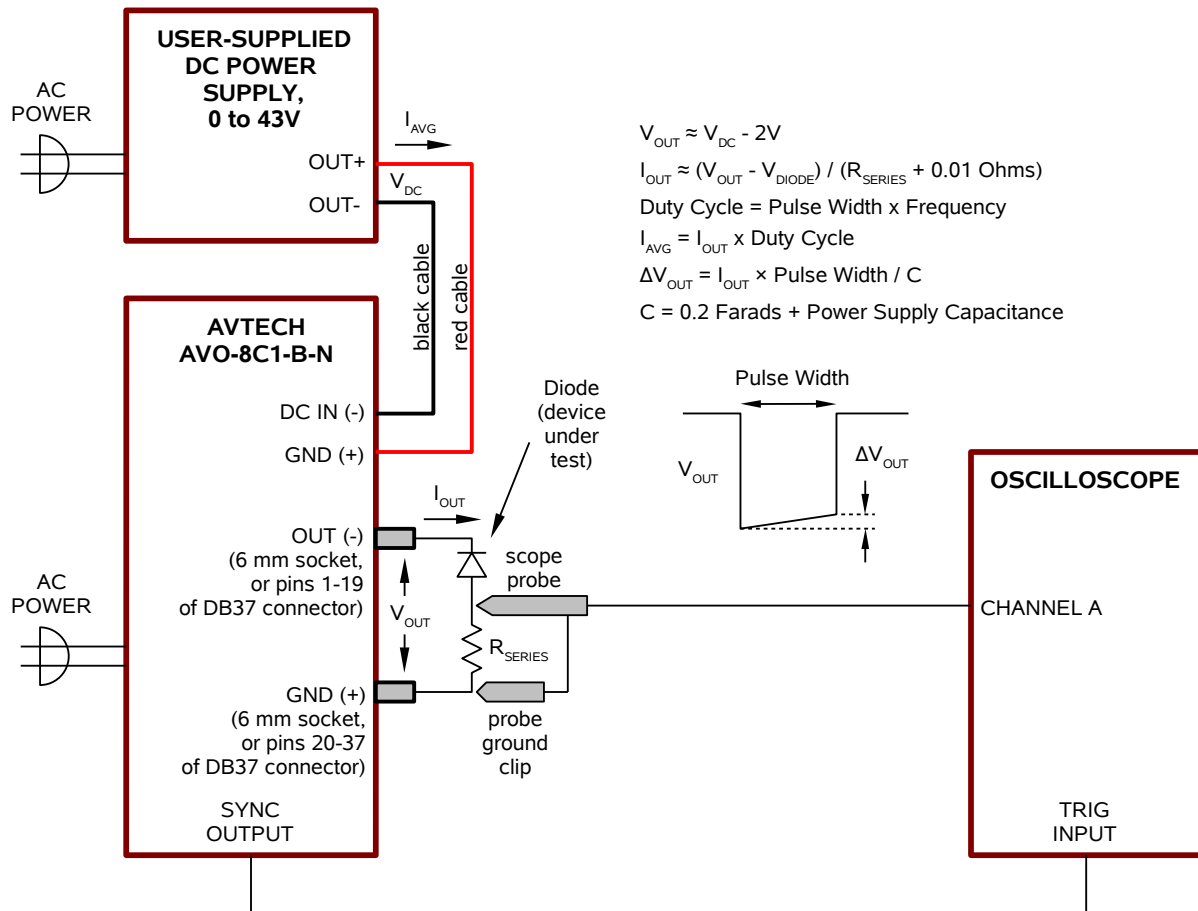 USER-SUPPLIED
DC POWER
SUPPLY,
0 to 43V
AC
POWER
I_AVG
OUT+
V_DC
OUT-
black cable
red cable
V_OUT ≈ V_DC - 2V
I_OUT ≈ (V_OUT - V_DIODE) / (R_SERIES + 0.01 Ohms)
Duty Cycle = Pulse Width x Frequency
I_AVG = I_OUT x Duty Cycle
ΔV_OUT = I_OUT × Pulse Width / C
C = 0.2 Farads + Power Supply Capacitance
AVTECH
AVO-8C1-B-N
DC IN (-)
GND (+)
Diode
(device
under
test)
Pulse Width
V_OUT
ΔV_OUT
OSCILLOSCOPE
I_OUT
OUT (-)
(6 mm socket,
or pins 1-19
of DB37 connector)
AC
POWER
V_OUT
scope
probe
CHANNEL A
R_SERIES
GND (+)
(6 mm socket,
or pins 20-37
of DB37 connector)
probe
ground
clip
SYNC
OUTPUT
TRIG
INPUT